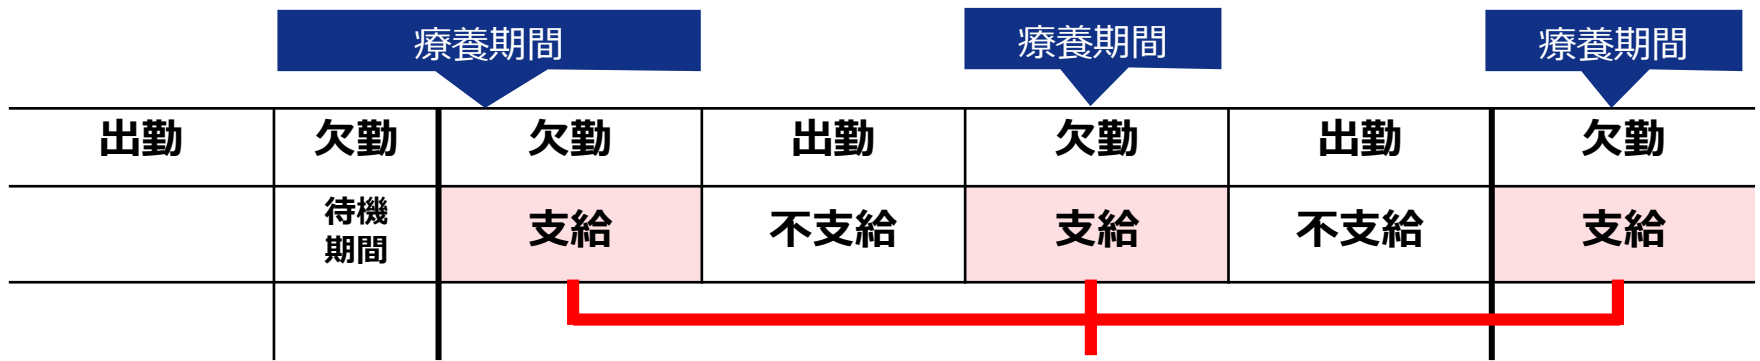 療養期間
療養期間
療養期間
出勤 欠勤 欠勤 出勤 欠勤 出勤 欠勤
待機
期間
支給 不支給 支給 不支給 支給